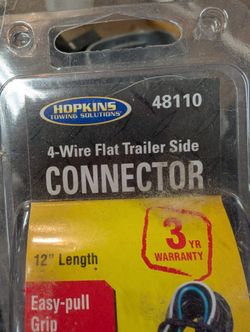 HOPKINS
TOWING SOLUTIONS
48110
4-Wire Flat Trailer Side
CONNECTOR
3
YR
WARRANTY
12" Length
Easy-pull
Grip